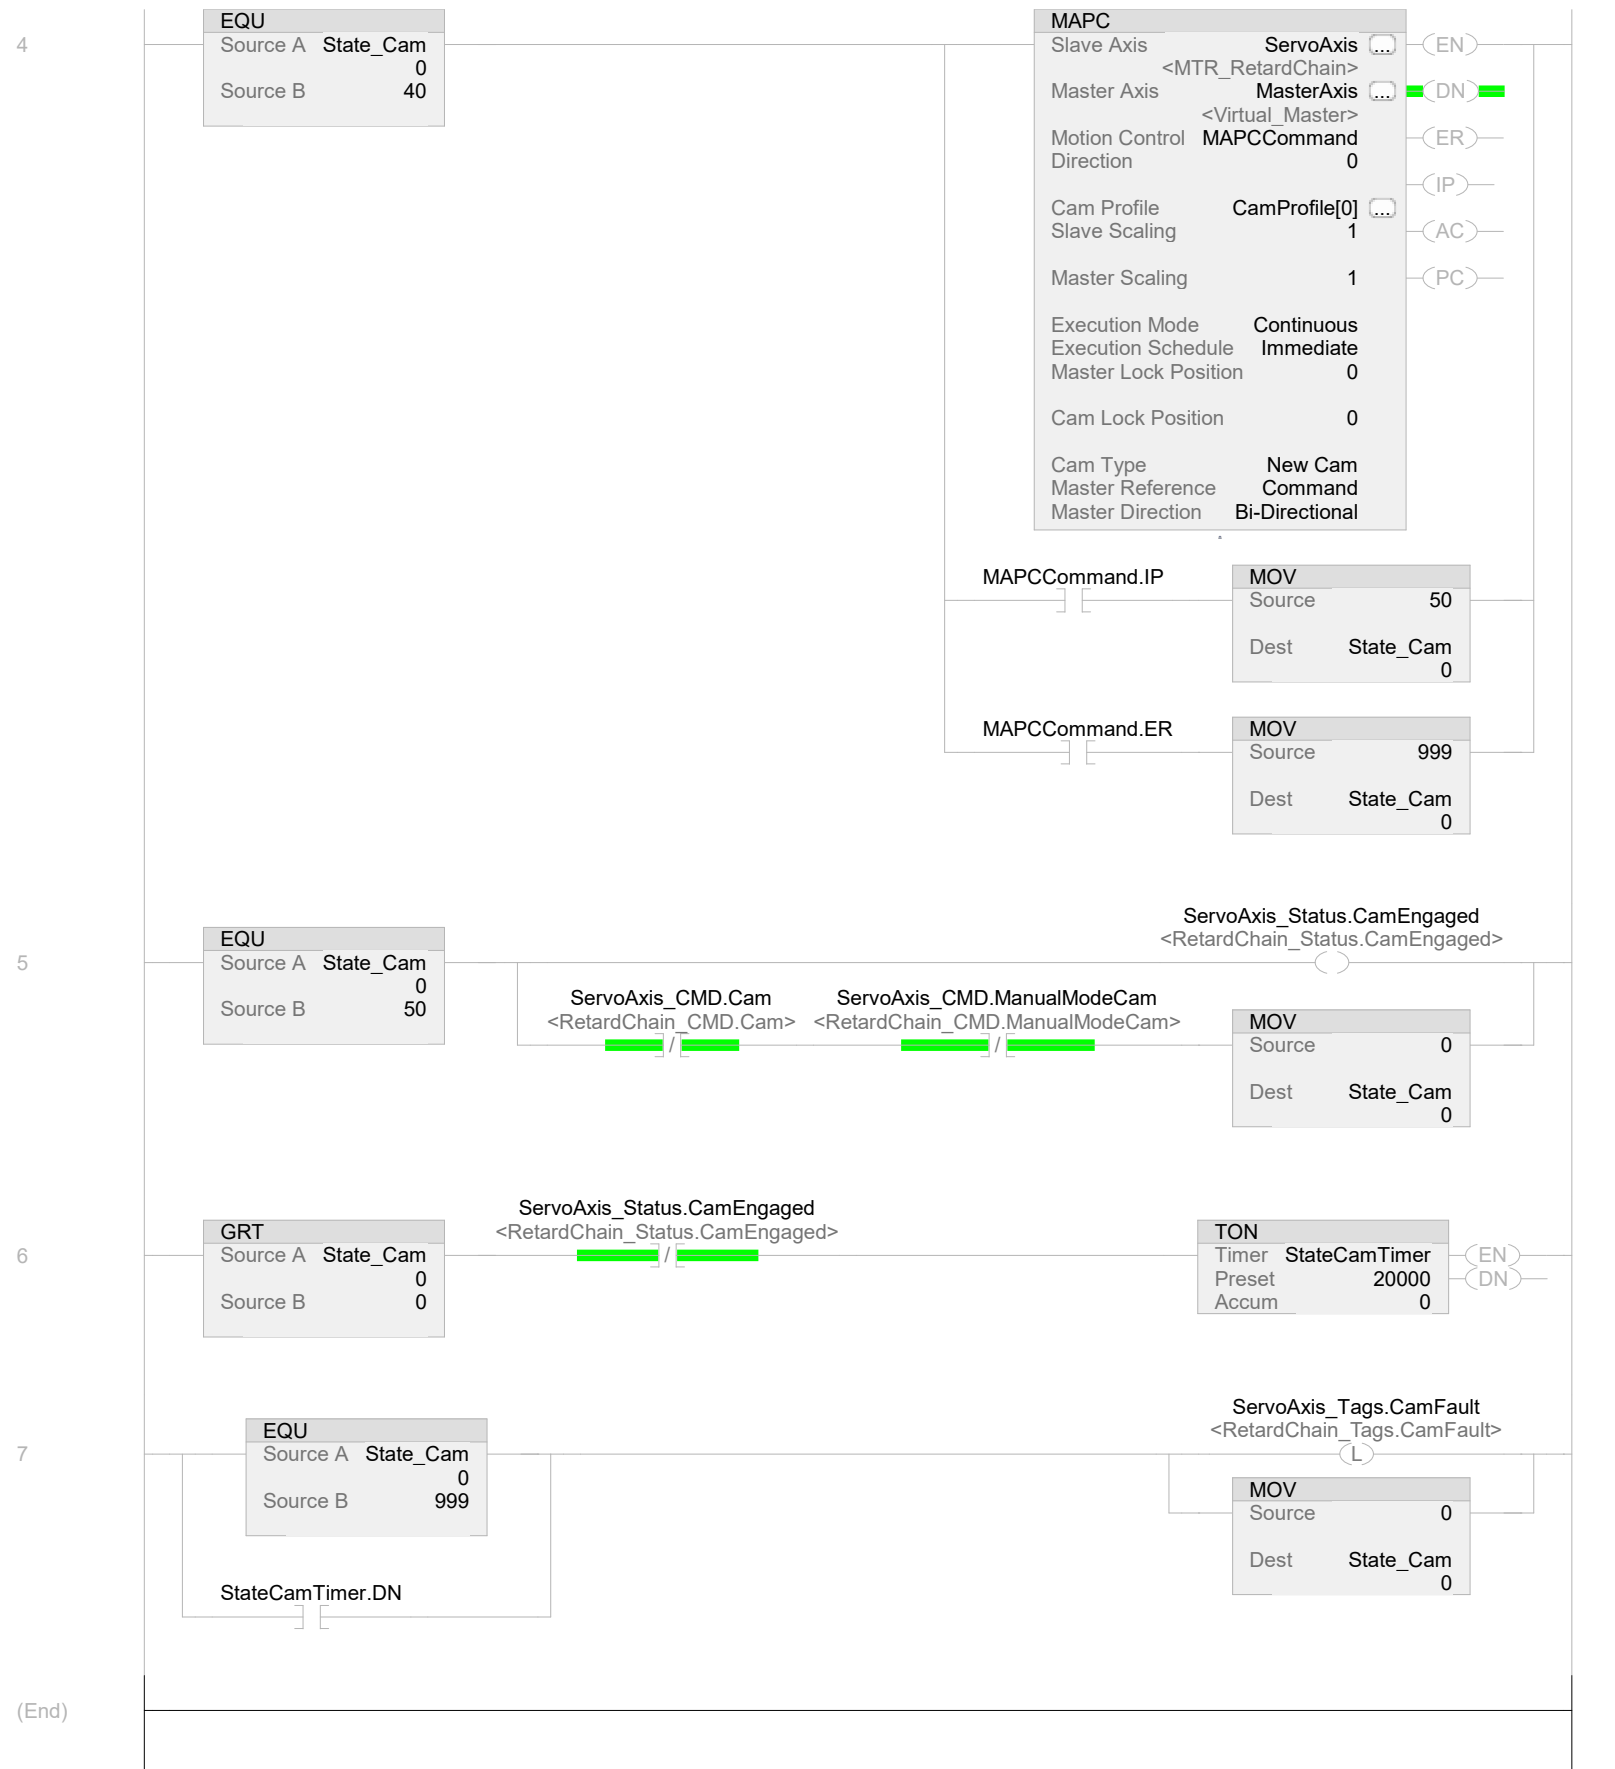 4
EQU
Source A State_Cam
0
Source B 40
MAPC
Slave Axis ServoAxis ...
<MTR_RetardChain>
Master Axis MasterAxis ...
<Virtual_Master>
Motion Control MAPCCommand
Direction 0
Cam Profile CamProfile[0] ...
Slave Scaling 1
Master Scaling 1
Execution Mode Continuous
Execution Schedule Immediate
Master Lock Position 0
Cam Lock Position 0
Cam Type New Cam
Master Reference Command
Master Direction Bi-Directional
EN
DN
ER
IP
AC
PC
MAPCCommand.IP
MOV
Source 50
Dest State_Cam
0
MAPCCommand.ER
MOV
Source 999
Dest State_Cam
0
5
EQU
Source A State_Cam
0
Source B 50
ServoAxis_Status.CamEngaged
<RetardChain_Status.CamEngaged>
ServoAxis_CMD.Cam
<RetardChain_CMD.Cam>
/
ServoAxis_CMD.ManualModeCam
<RetardChain_CMD.ManualModeCam>
/
MOV
Source 0
Dest State_Cam
0
6
GRT
Source A State_Cam
0
Source B 0
ServoAxis_Status.CamEngaged
<RetardChain_Status.CamEngaged>
/
TON
Timer StateCamTimer
Preset 20000
Accum 0
EN
DN
7
EQU
Source A State_Cam
0
Source B 999
StateCamTimer.DN
ServoAxis_Tags.CamFault
<RetardChain_Tags.CamFault>
L
MOV
Source 0
Dest State_Cam
0
(End)